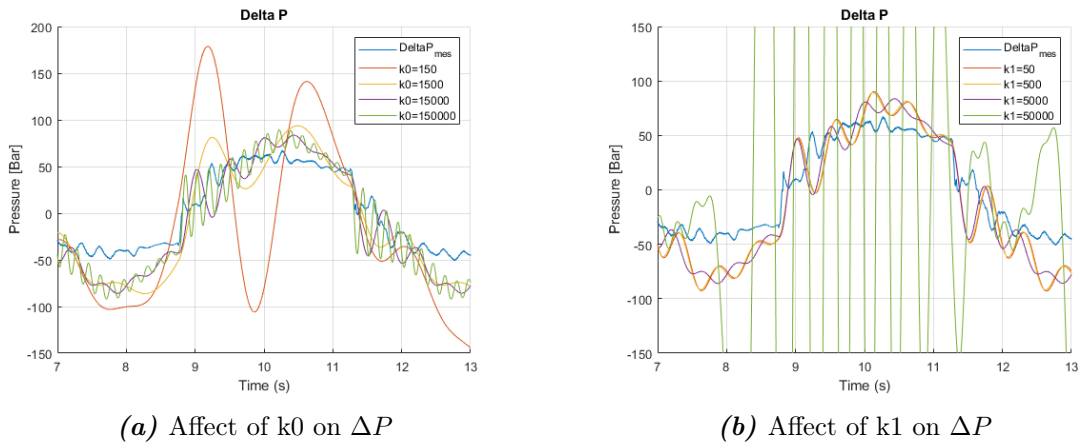 Delta P
200
150
100
50
0
-50
-100
-150
Pressure [Bar]
7
8
9
10
11
12
13
Time (s)
DeltaP_mes
k0=150
k0=1500
k0=15000
k0=150000
(a) Affect of k0 on ΔP
Delta P
150
100
50
0
-50
-100
-150
Pressure [Bar]
7
8
9
10
11
12
13
Time (s)
DeltaP_mes
k1=50
k1=500
k1=5000
k1=50000
(b) Affect of k1 on ΔP